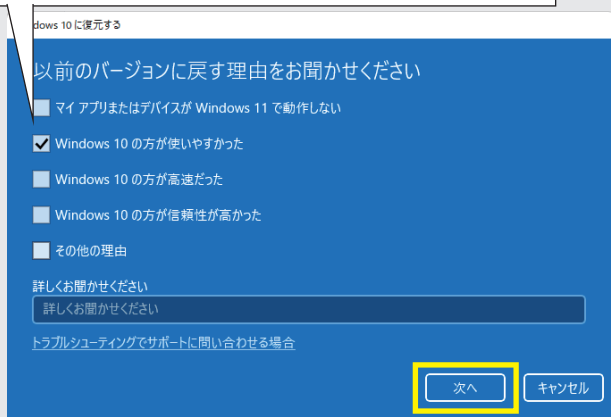 dows 10 に復元する
以前のバージョンに戻す理由をお聞かせください
マイ アプリまたはデバイスが Windows 11 で動作しない
Windows 10 の方が使いやすかった
Windows 10 の方が高速だった
Windows 10 の方が信頼性が高かった
その他の理由
詳しくお聞かせください
詳しくお聞かせください
トラブルシューティングでサポートに問い合わせる場合
次へ
キャンセル